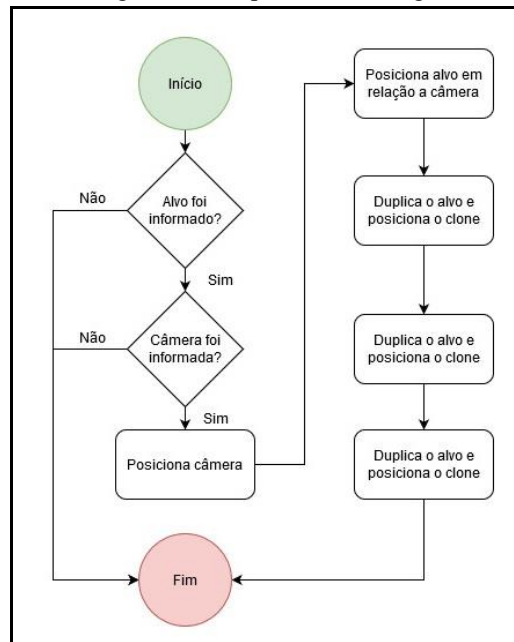 Início
Alvo foi
informado?
Não
Sim
Câmera foi
informada?
Não
Sim
Posiciona câmera
Posiciona alvo em
relação a câmera
Duplica o alvo e
posiciona o clone
Duplica o alvo e
posiciona o clone
Duplica o alvo e
posiciona o clone
Fim